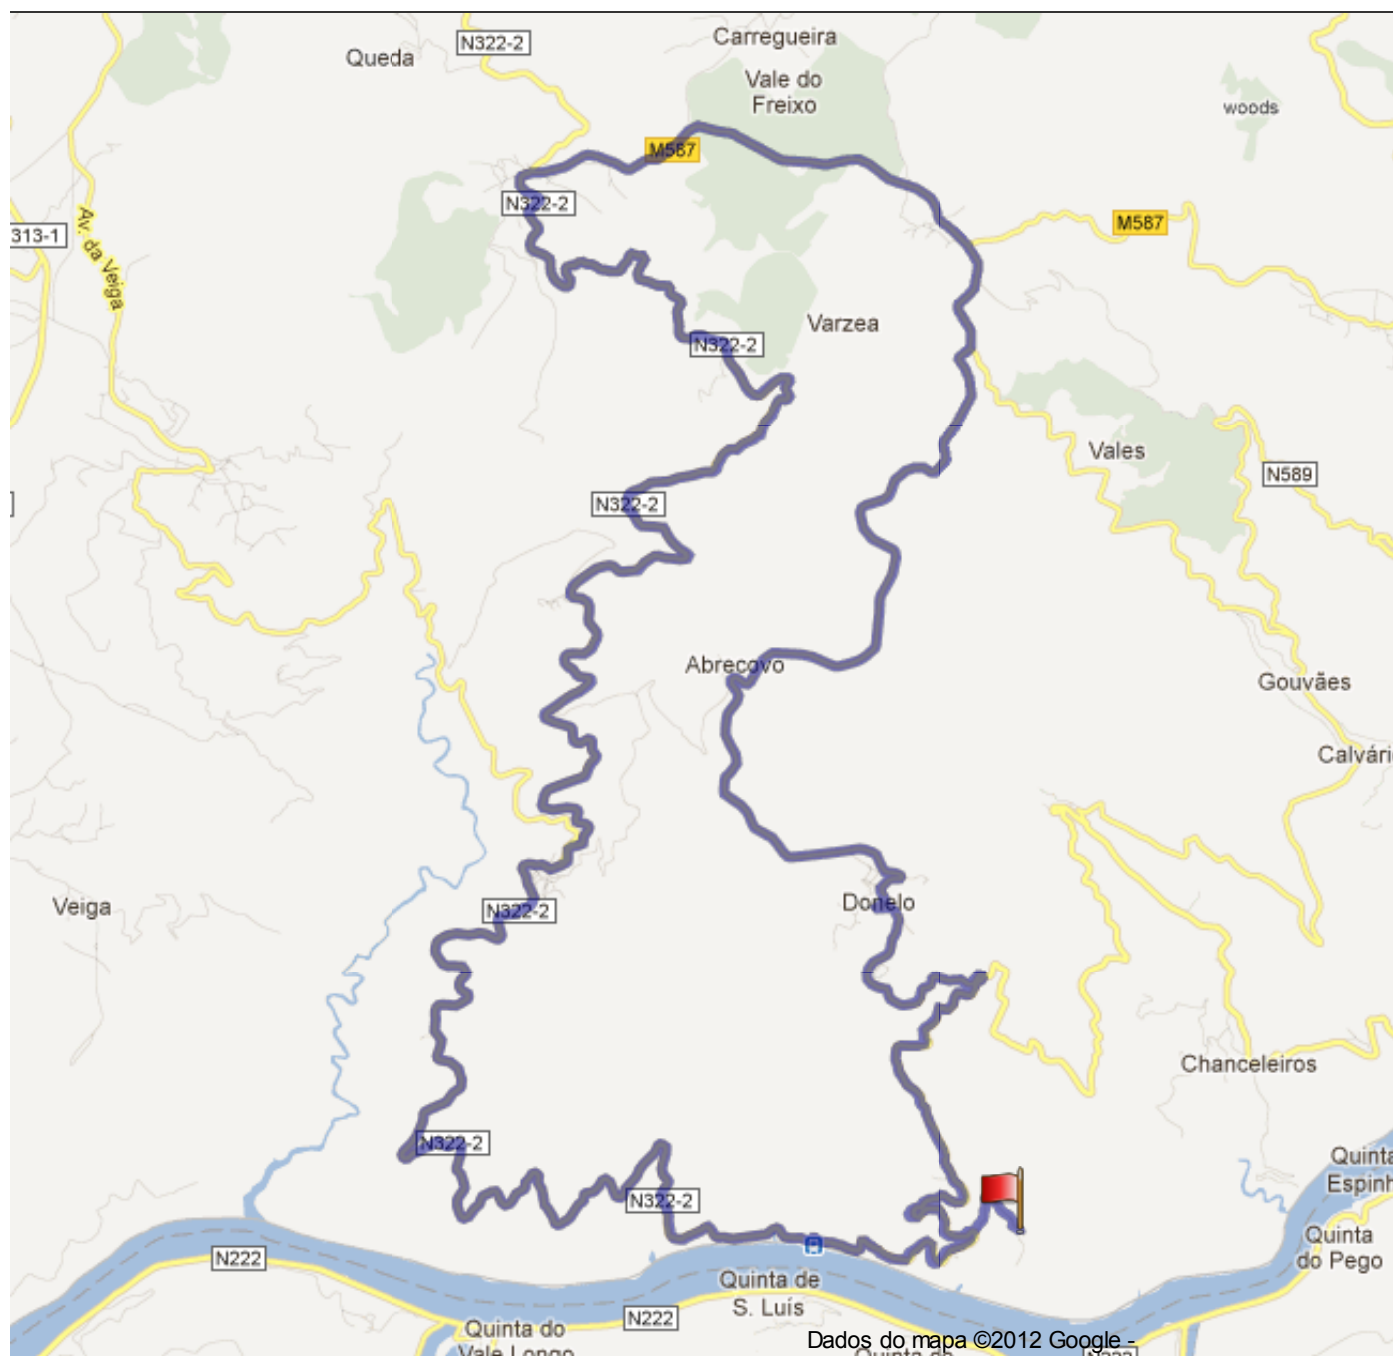 Carregueira
N322-2
Queda
Vale do
Freixo
woods
M587
N322-2
Av. da Veiga
M587
313-1
Varzea
N322-2
Vales
N589
N322-2
Abrecovo
Gouvães
Calvári
Donelo
Veiga
N322-2
Chanceleiros
N322-2
Quinta
Espinh
N322-2
Quinta
do Pego
N222
Quinta de
S. Luís
N222
Quinta do
Vale Longo
Dados do mapa ©2012 Google -